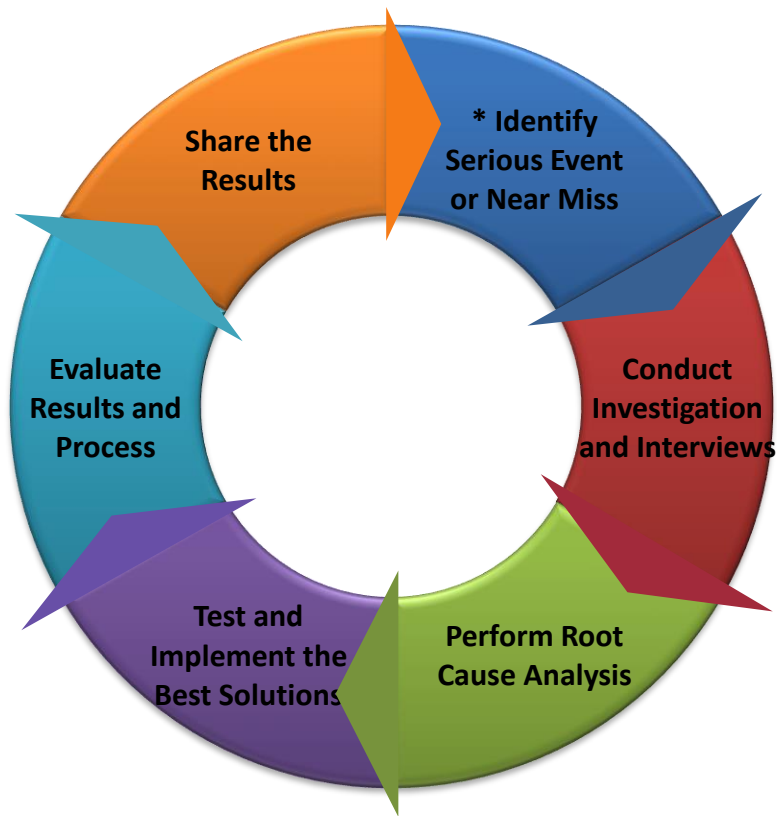 * Identify
Serious Event
or Near Miss
Conduct
Investigation
and Interviews
Perform Root
Cause Analysis
Test and
Implement the
Best Solutions
Evaluate
Results and
Process
Share the
Results